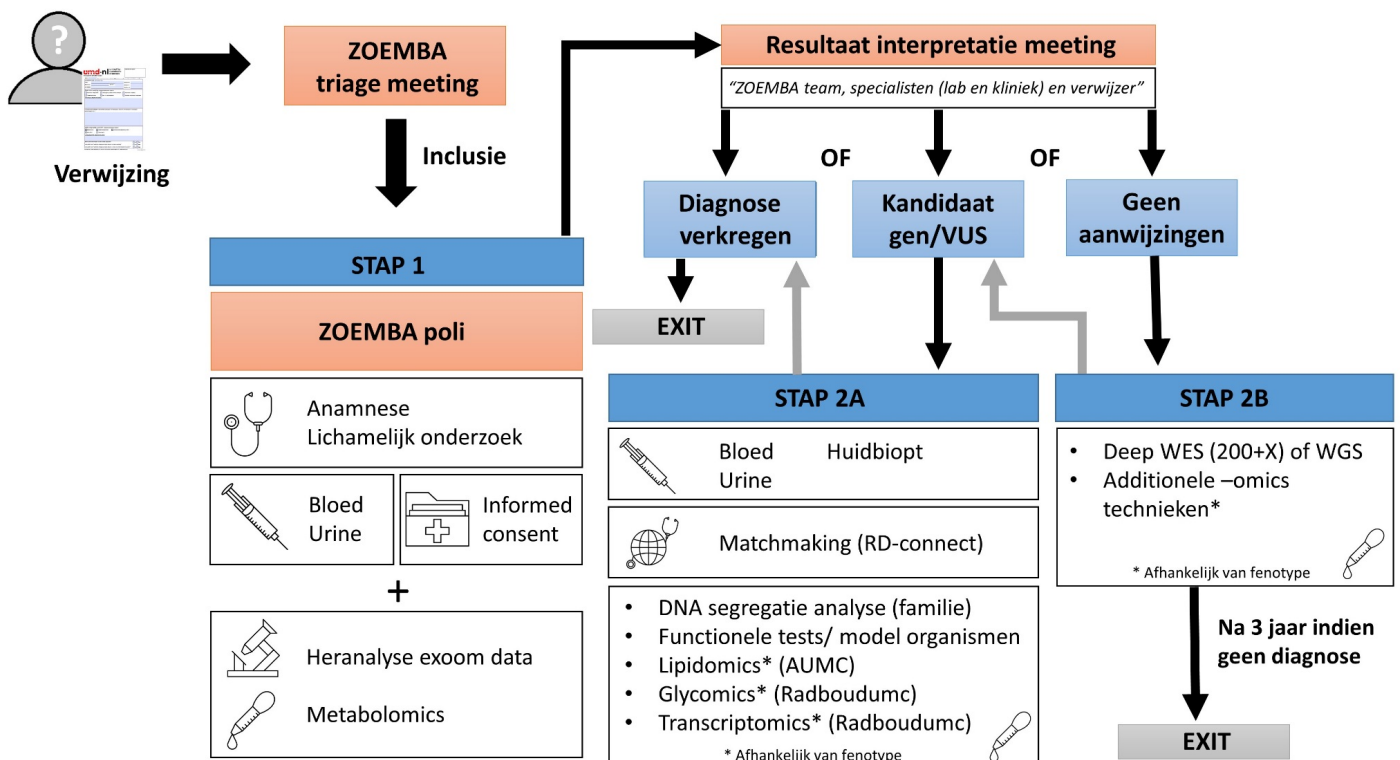 ?
umd-nl
Verwijzing
ZOEMBA
triage meeting
Inclusie
STAP 1
ZOEMBA poli
Anamnese
Lichamelijk onderzoek
Bloed
Urine
Informed
consent
+
Heranalyse exoom data
Metabolomics
Resultaat interpretatie meeting
“ZOEMBA team, specialisten (lab en kliniek) en verwijzer”
OF
OF
Diagnose
verkregen
Kandidaat
gen/VUS
Geen
aanwijzingen
EXIT
STAP 2A
Bloed Huidbiopt
Urine
Matchmaking (RD-connect)
• DNA segregatie analyse (familie)
• Functionele tests/ model organismen
• Lipidomics* (AUMC)
• Glycomics* (Radboudumc)
• Transcriptomics* (Radboudumc)
* Afhankelijk van fenotype
STAP 2B
• Deep WES (200+X) of WGS
• Additionele –omics
technieken*
* Afhankelijk van fenotype
Na 3 jaar indien
geen diagnose
EXIT